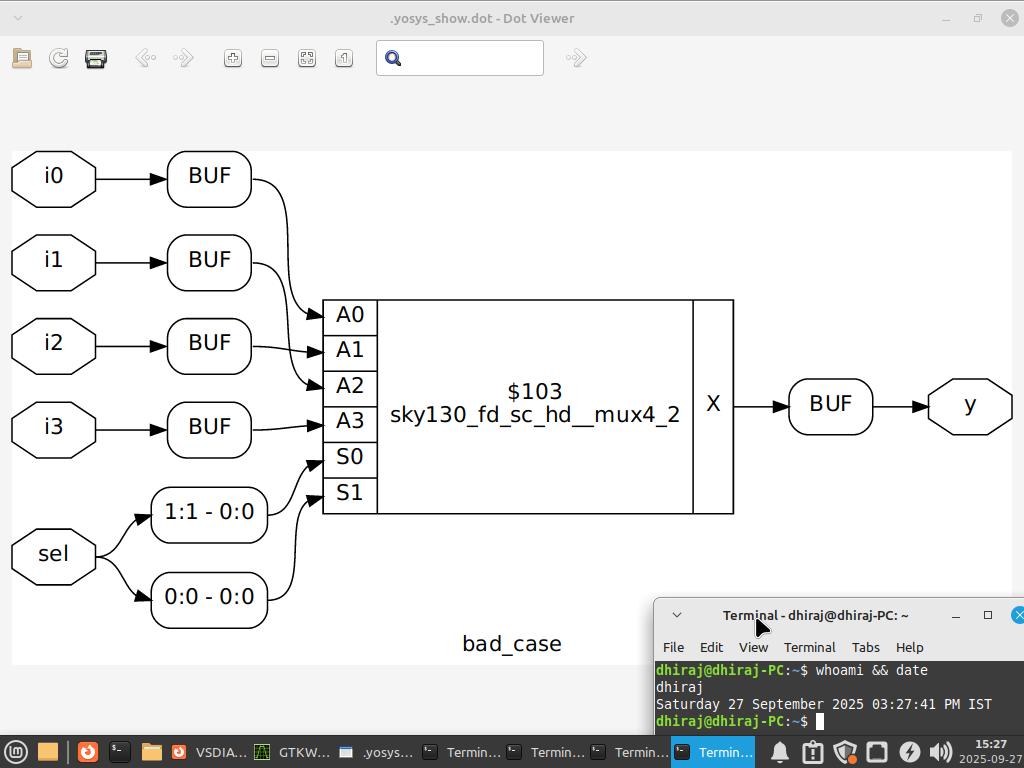 .yosys_show.dot - Dot Viewer
i0
BUF
i1
BUF
i2
BUF
i3
BUF
sel
1:1 - 0:0
0:0 - 0:0
A0
A1
A2
A3
S0
S1
$103
sky130_fd_sc_hd__mux4_2
X
BUF
y
bad_case
Terminal - dhiraj@dhiraj-PC: ~
File Edit View Terminal Tabs Help
dhiraj@dhiraj-PC:~$ whoami && date
dhiraj
Saturday 27 September 2025 03:27:41 PM IST
dhiraj@dhiraj-PC:~$
VSDIA... GTKW... .yosys... Termin... Termin... Termin... Termin...
15:27
2025-09-27